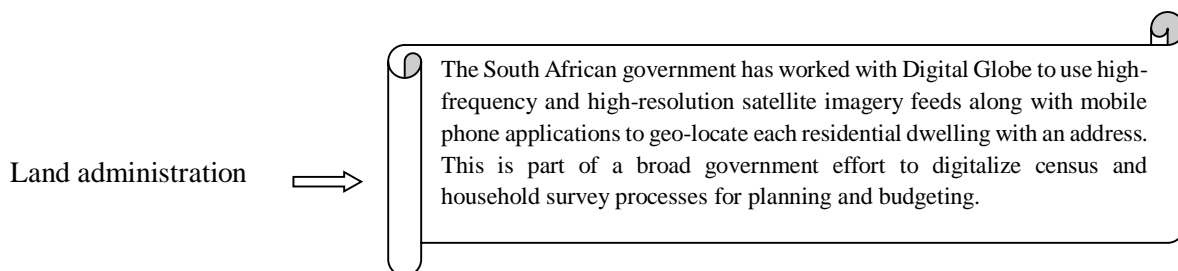 The South African government has worked with Digital Globe to use high-
frequency and high-resolution satellite imagery feeds along with mobile
phone applications to geo-locate each residential dwelling with an address.
This is part of a broad government effort to digitalize census and
household survey processes for planning and budgeting.
Land administration